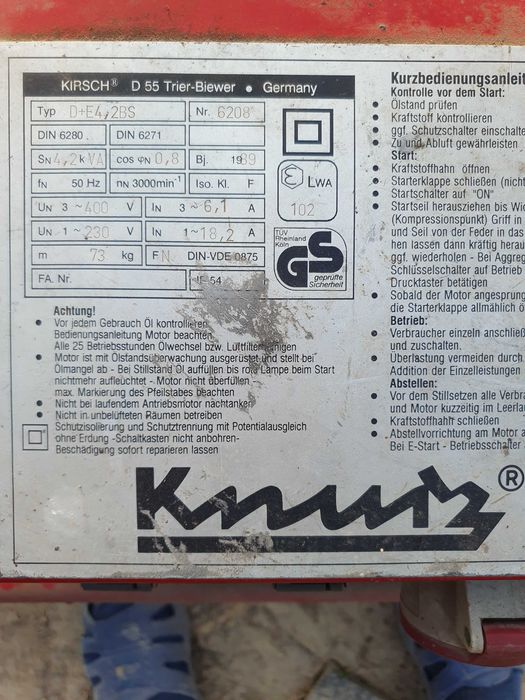 KIRSCH® D 55 Trier-Biewer • Germany
Typ D+E4,2BS Nr. 6208
DIN 6280 DIN 6271
SN 4,2 kVA cos φN 0,8 Bj. 1989
fN 50 Hz nN 3000min⁻¹ Iso. Kl. F
UN 3 ~ 400 V IN 3 ~ 6,1 A
UN 1 ~ 230 V IN 1 ~ 18,2 A
m 73 kg F N DIN-VDE 0875
FA. Nr. IP 54
LWA
102
TÜV
Rheinland
Köln
GS
geprüfte
Sicherheit
Achtung!
• Vor jedem Gebrauch Öl kontrollieren
Bedienungsanleitung Motor beachten
Alle 25 Betriebsstunden Ölwechsel bzw. Luftfilter reinigen
• Motor ist mit Ölstandsüberwachung ausgerüstet und stellt bei
Ölmangel ab - Bei Stillstand Öl auffüllen bis rote Lampe beim Start
nichtmehr aufleuchtet - Motor nicht überfüllen
max. Markierung des Pfeilstabes beachten
• Nicht bei laufendem Antriebsmotor nachtanken
• Nicht in unbelüfteten Räumen betreiben
Schutzisolierung und Schutztrennung mit Potentialausgleich
ohne Erdung - Schaltkasten nicht anbohren-
Beschädigung sofort reparieren lassen
Kurzbedienungsanleit
Kontrolle vor dem Start:
• Ölstand prüfen
• Kraftstoff kontrollieren
• ggf. Schutzschalter einschalte
• Zu und Abluft gewährleisten
Start:
• Kraftstoffhahn öffnen
• Starterklappe schließen (nicht
• Startschalter auf "ON"
• Startseil herausziehen bis Wid
(Kompressionspunkt) Griff in
und Seil von der Feder in das
hen lassen dann kräftig herau
ggf. wiederholen - Bei Aggreg
Schlüsselschalter auf Betrieb
Drucktaster betätigen
• Sobald der Motor angesprung
die Starterklappe allmählich ö
Betrieb:
• Verbraucher einzeln anschließ
und zuschalten.
• Überlastung vermeiden durch
Addition der Einzelleistungen
Abstellen:
• Vor dem Stillsetzen alle Verbra
und Motor kurzzeitig im Leerlau
• Kraftstoffhahn schließen
• Abstellvorrichtung am Motor a
Bei E-Start - Betriebsschalter
Knurz®